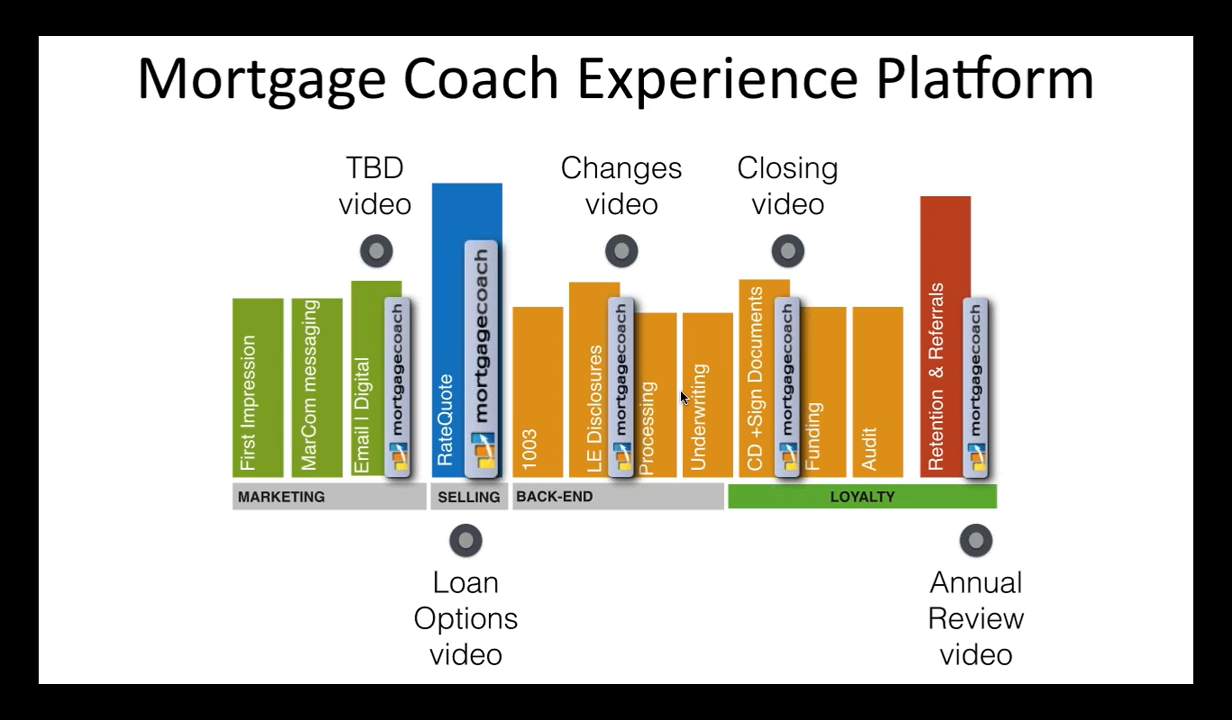 Mortgage Coach Experience Platform
TBD
video
Changes
video
Closing
video
First Impression
MarCom messaging
Email | Digital
mortgagecoach
RateQuote
mortgagecoach
1003
LE Disclosures
mortgagecoach
Processing
Underwriting
CD +Sign Documents
mortgagecoach
Funding
Audit
Retention & Referrals
mortgagecoach
MARKETING
SELLING
BACK-END
LOYALTY
Loan
Options
video
Annual
Review
video